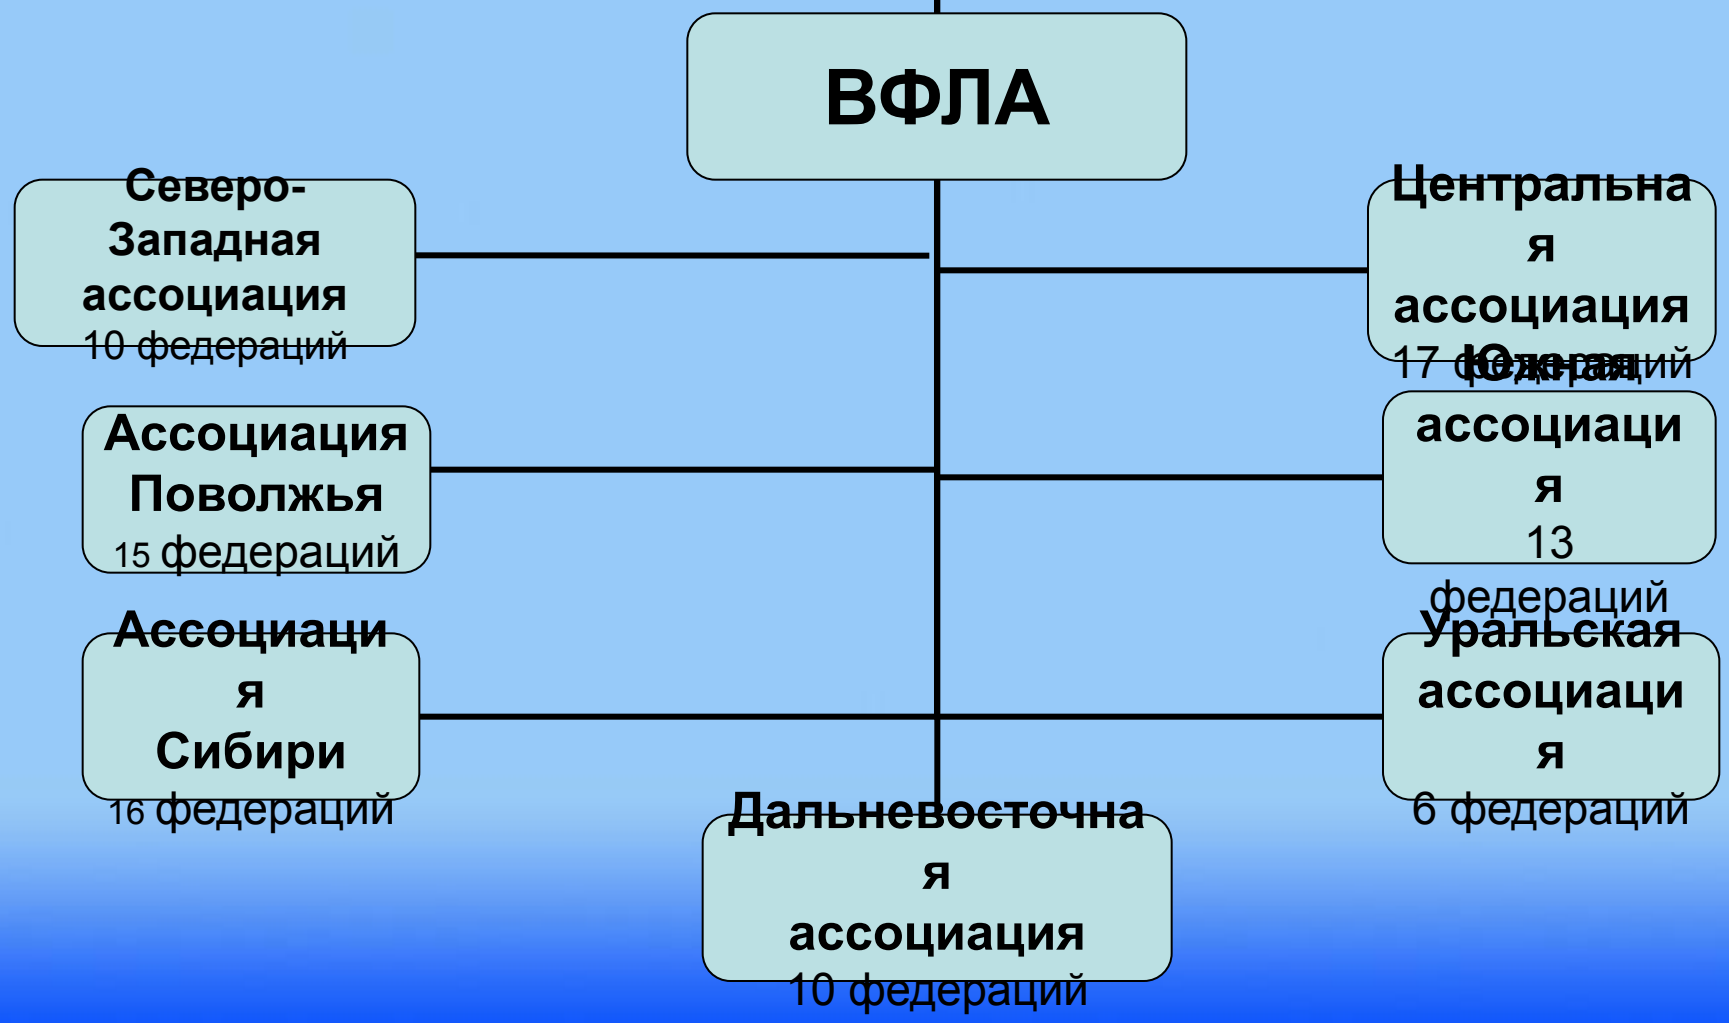 ВФЛА
Северо-
Западная
ассоциация
10 федераций
Центральна
я
ассоциация
17 федераций
Ассоциация
Поволжья
15 федераций
Южная
ассоциаци
я
13
федераций
Ассоциаци
я
Сибири
16 федераций
Уральская
ассоциаци
я
6 федераций
Дальневосточна
я
ассоциация
10 федераций